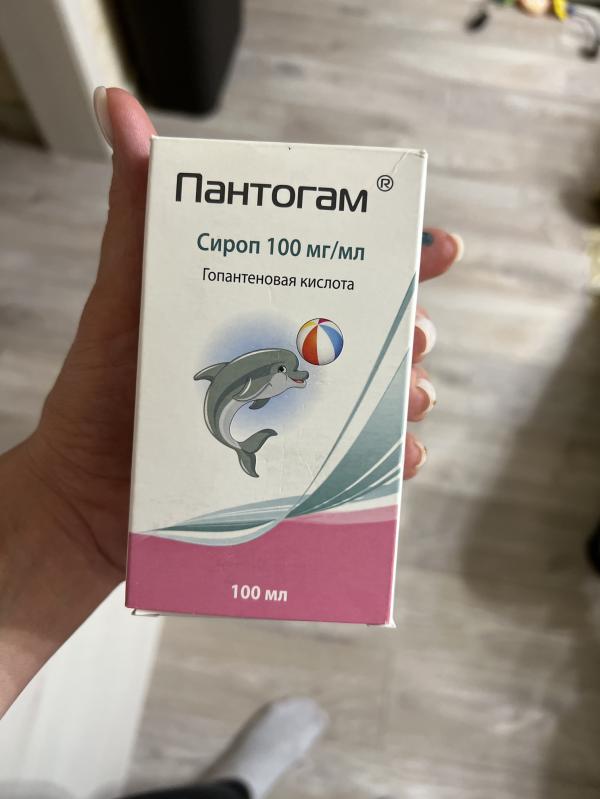 Пантогам ®
Сироп 100 мг/мл
Гопантеновая кислота
100 мл